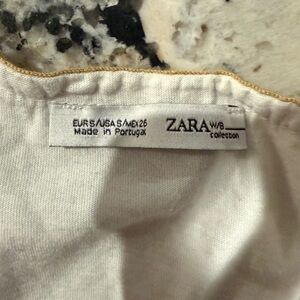 EUR S/USA S/MEX 26
Made in Portugal
ZARA W/B
collection